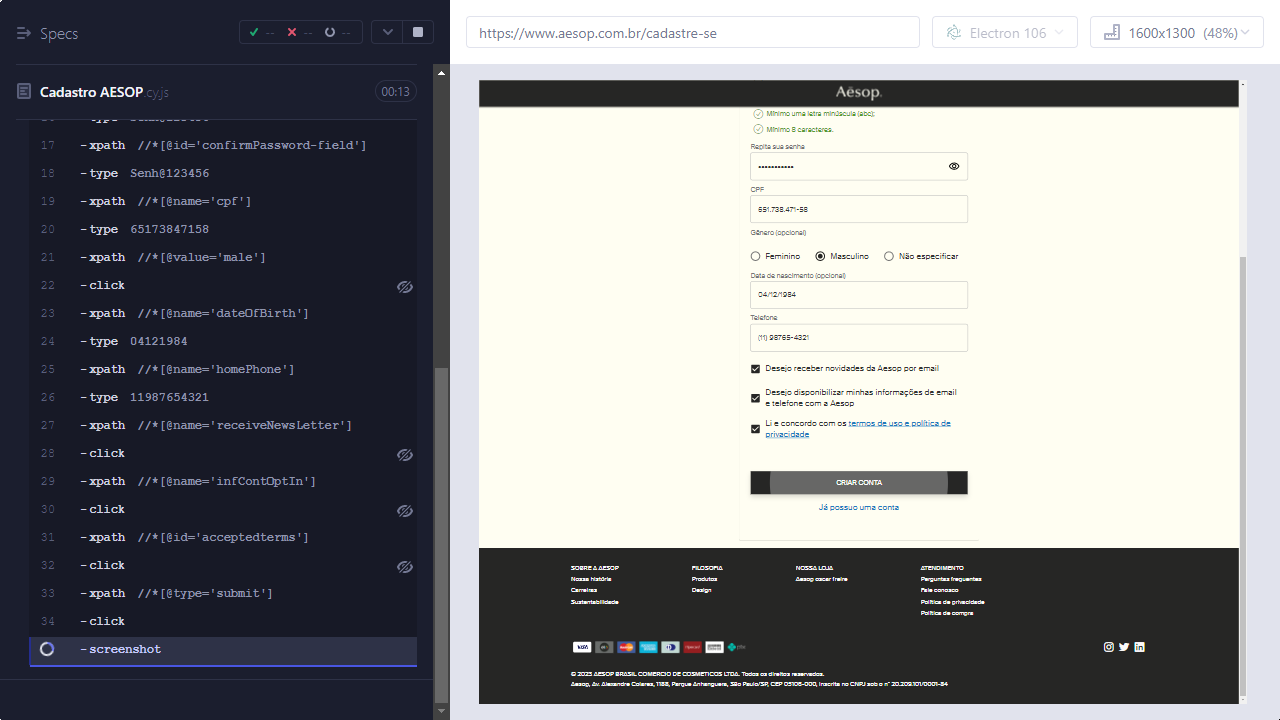 Specs
-- -- --
https://www.aesop.com.br/cadastre-se
Electron 106
1600x1300 (48%)
Cadastro AESOP.cy.js
00:13
17 -xpath //*[@id='confirmPassword-field']
18 -type Senh@123456
19 -xpath //*[@name='cpf']
20 -type 65173847158
21 -xpath //*[@value='male']
22 -click
23 -xpath //*[@name='dateOfBirth']
24 -type 04121984
25 -xpath //*[@name='homePhone']
26 -type 11987654321
27 -xpath //*[@name='receiveNewsLetter']
28 -click
29 -xpath //*[@name='infContOptIn']
30 -click
31 -xpath //*[@id='acceptedterms']
32 -click
33 -xpath //*[@type='submit']
34 -click
-screenshot
Aēsop.
Mínimo uma letra minúscula (abc);
Mínimo 8 caracteres.
Repita sua senha
CPF
651.738.471-58
Gênero (opcional)
Feminino
Masculino
Não especificar
Data de nascimento (opcional)
04/12/1984
Telefone
(11) 98765-4321
Desejo receber novidades da Aesop por email
Desejo disponibilizar minhas informações de email
e telefone com a Aesop
Li e concordo com os termos de uso e política de
privacidade
CRIAR CONTA
Já possuo uma conta
SOBRE A AESOP
Nossa história
Carreiras
Sustentabilidade
FILOSOFIA
Produtos
Design
NOSSA LOJA
Aesop oscar freire
ATENDIMENTO
Perguntas frequentes
Fale conosco
Política de privacidade
Política de compra
VISA
© 2023 AESOP BRASIL COMERCIO DE COSMETICOS LTDA. Todos os direitos reservados.
Aesop, Av. Alexandre Colares, 1188, Parque Anhanguera, São Paulo/SP, CEP 05106-000, inscrita no CNPJ sob o n° 20.209.101/0001-84